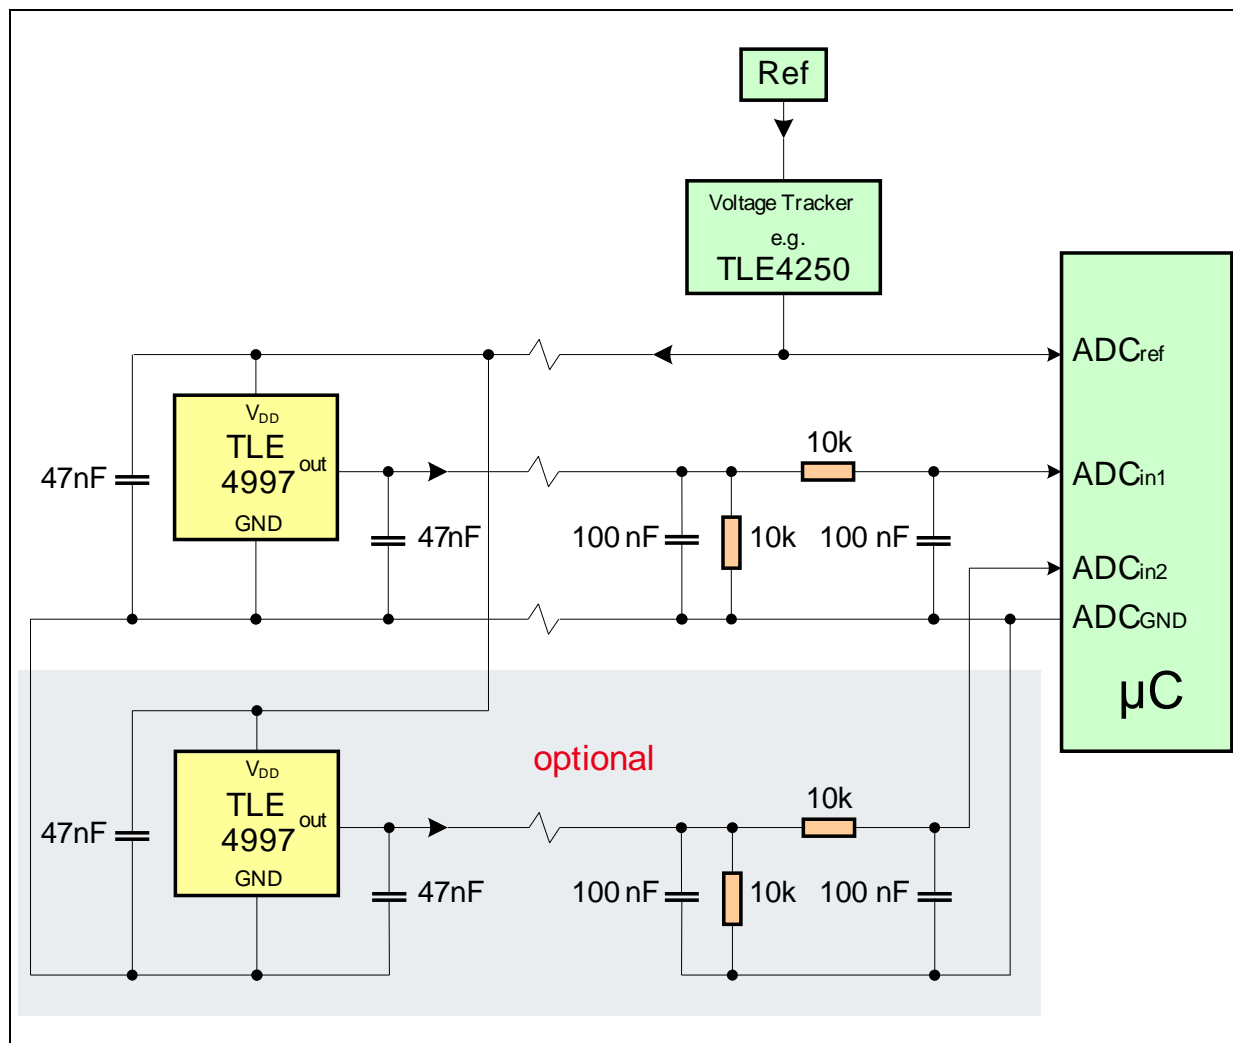 Ref
Voltage Tracker
e.g.
TLE4250
ADCref
VDD
TLE
4997
out
GND
47nF
47nF
10k
100 nF
10k
100 nF
ADCin1
ADCin2
ADCGND
µC
optional
VDD
TLE
4997
out
GND
47nF
47nF
10k
100 nF
10k
100 nF